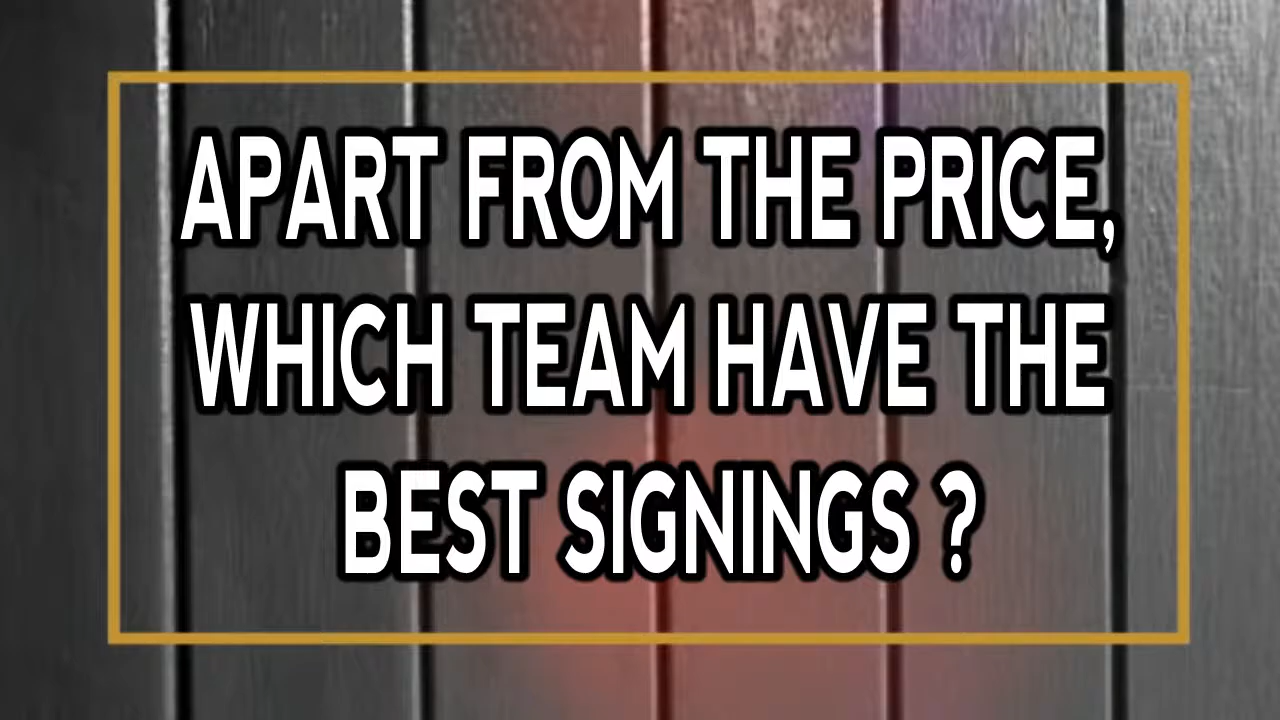 APART FROM THE PRICE,
WHICH TEAM HAVE THE
BEST SIGNINGS ?